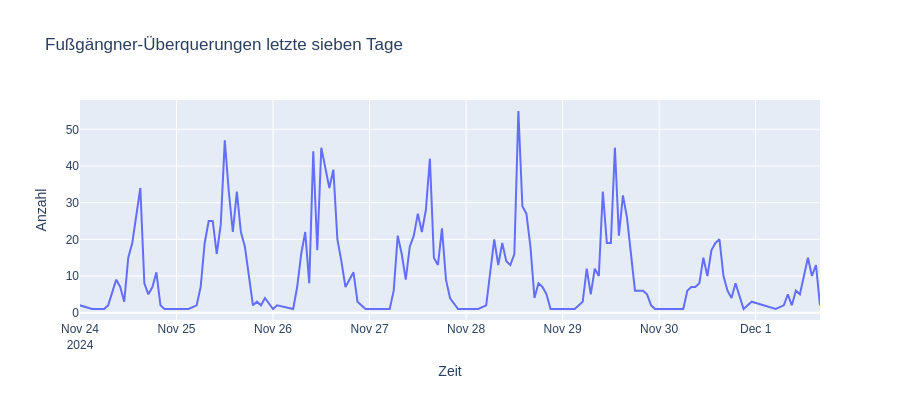 Fußgängner-Überquerungen letzte sieben Tage
50
40
30
20
10
0
Anzahl
Nov 24
2024
Nov 25
Nov 26
Nov 27
Nov 28
Nov 29
Nov 30
Dec 1
Zeit